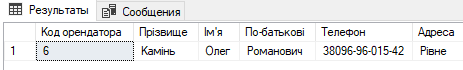 Результаты Сообщения
Код орендатора Прізвище Ім'я По-батькові Телефон Адреса
1 6 Камінь Олег Романович 38096-96-015-42 Рівне